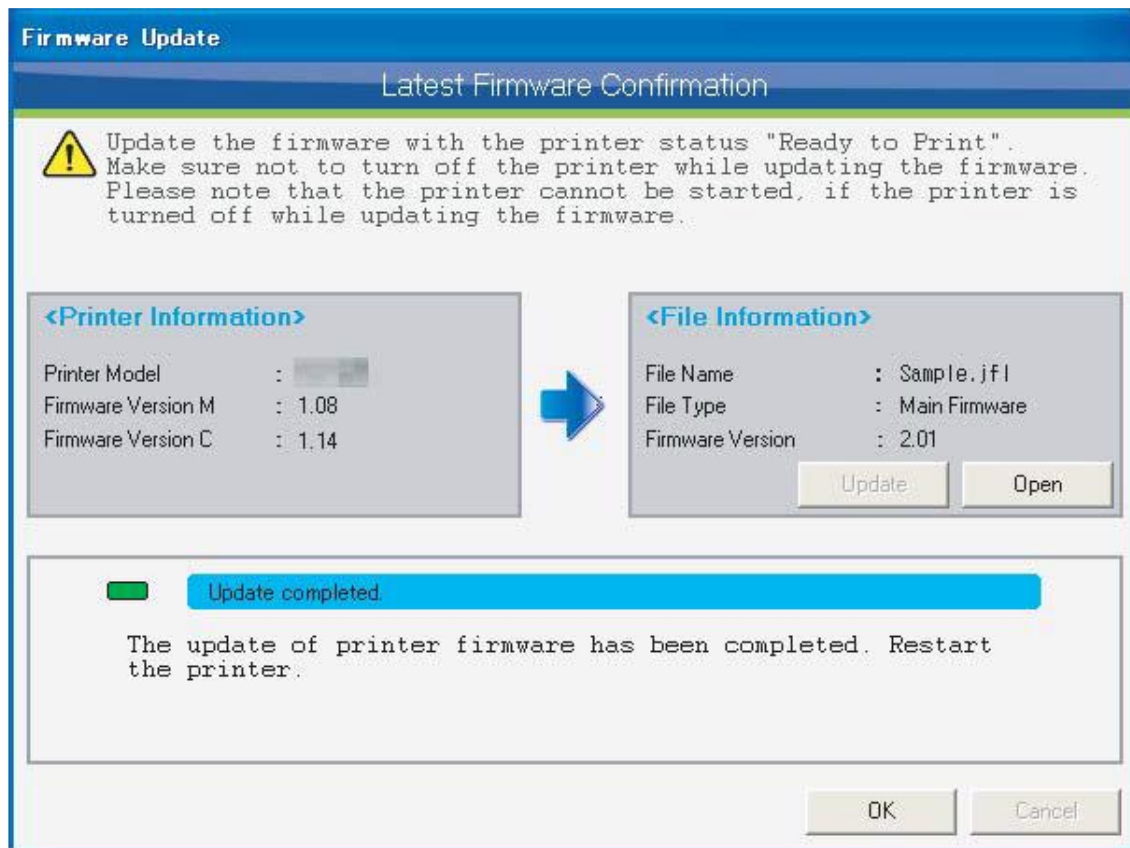 Firmware Update
Latest Firmware Confirmation
Update the firmware with the printer status "Ready to Print".
Make sure not to turn off the printer while updating the firmware.
Please note that the printer cannot be started, if the printer is
turned off while updating the firmware.
<Printer Information>
Printer Model :
Firmware Version M : 1.08
Firmware Version C : 1.14
<File Information>
File Name : Sample.jfl
File Type : Main Firmware
Firmware Version : 2.01
Update Open
Update completed.
The update of printer firmware has been completed. Restart
the printer.
OK Cancel